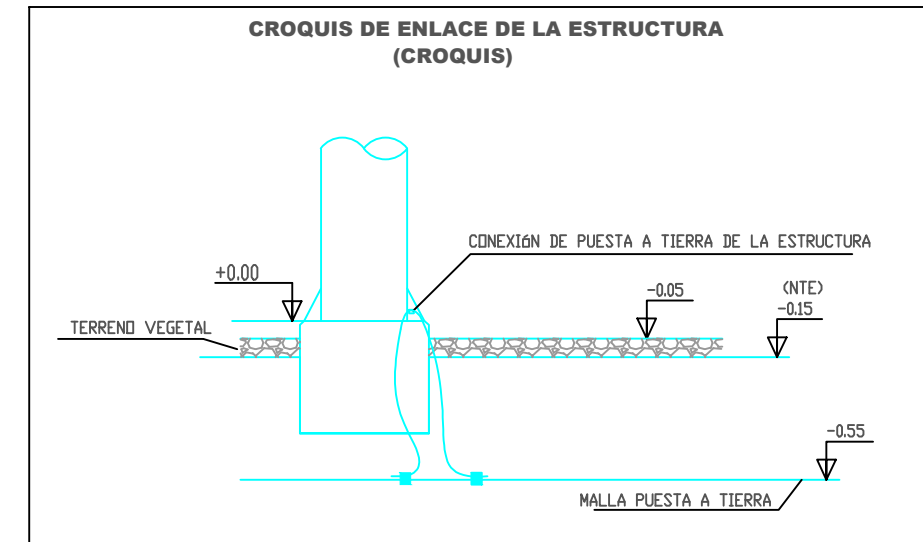 CROQUIS DE ENLACE DE LA ESTRUCTURA
(CROQUIS)
CONEXIóN DE PUESTA A TIERRA DE LA ESTRUCTURA
+0.00
-0.05
(NTE)
-0.15
TERRENO VEGETAL
-0.55
MALLA PUESTA A TIERRA